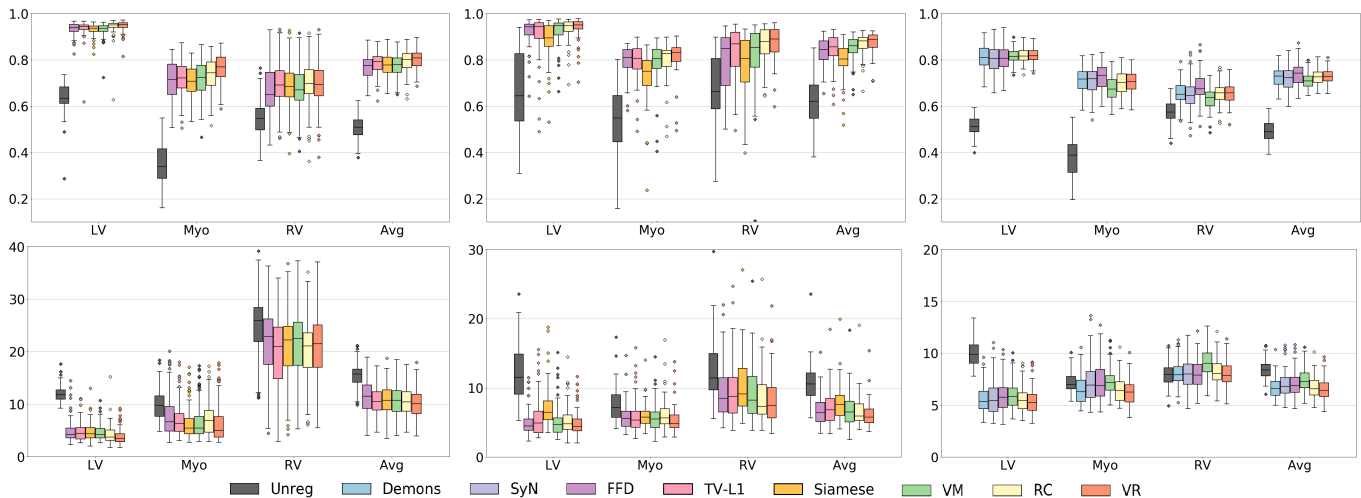 1.0 1.0 1.0
0.8 0.8 0.8
0.6 0.6 0.6
0.4 0.4 0.4
0.2 0.2 0.2
LV Myo RV Avg LV Myo RV Avg LV Myo RV Avg
40 30 20
30 20 15
20 10 10
10 5
0 0 0
LV Myo RV Avg LV Myo RV Avg LV Myo RV Avg
Unreg Demons SyN FFD TV-L1 Siamese VM RC VR